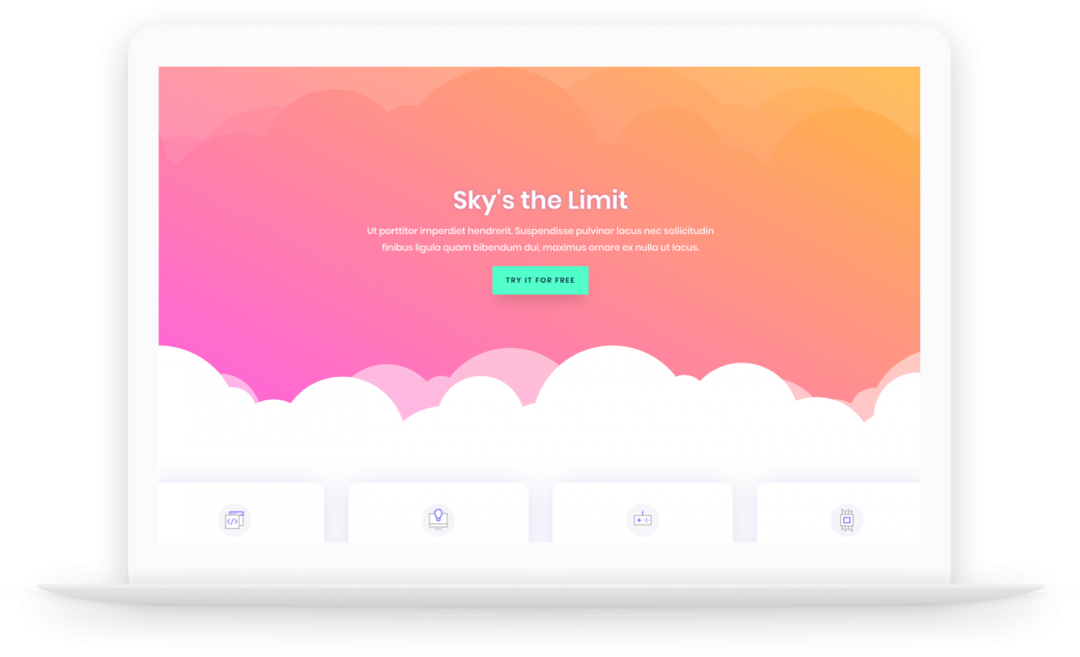 Sky's the Limit
Ut porttitor imperdiet hendrerit. Suspendisse pulvinar lacus nec sollicitudin
finibus ligula quam bibendum dui, maximus ornare ex nulla ut lacus.
TRY IT FOR FREE